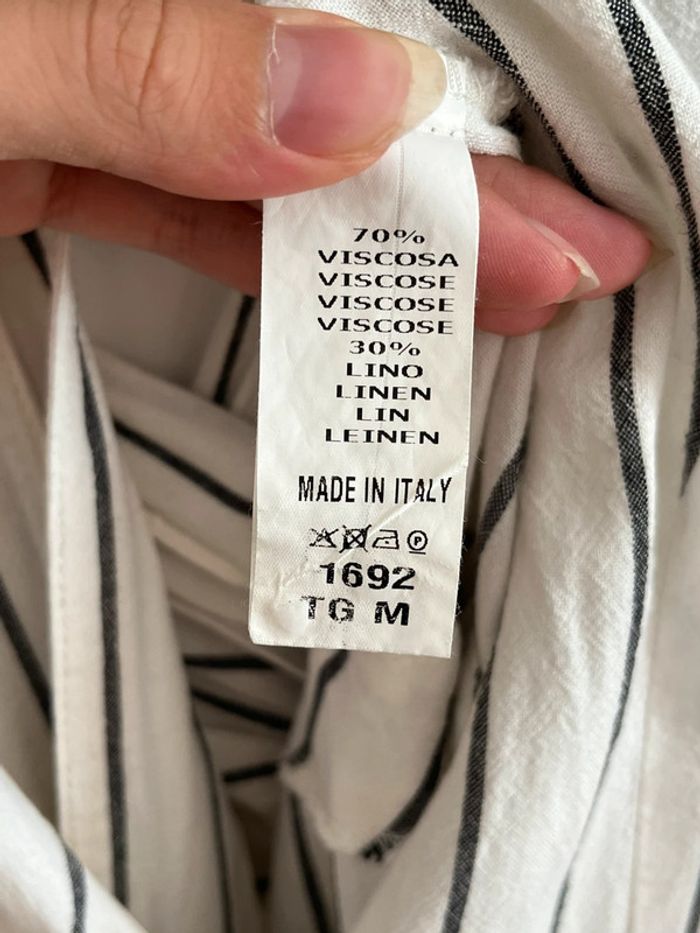 70%
VISCOSA
VISCOSE
VISCOSE
VISCOSE
30%
LINO
LINEN
LIN
LEINEN
MADE IN ITALY
P
1692
TG M